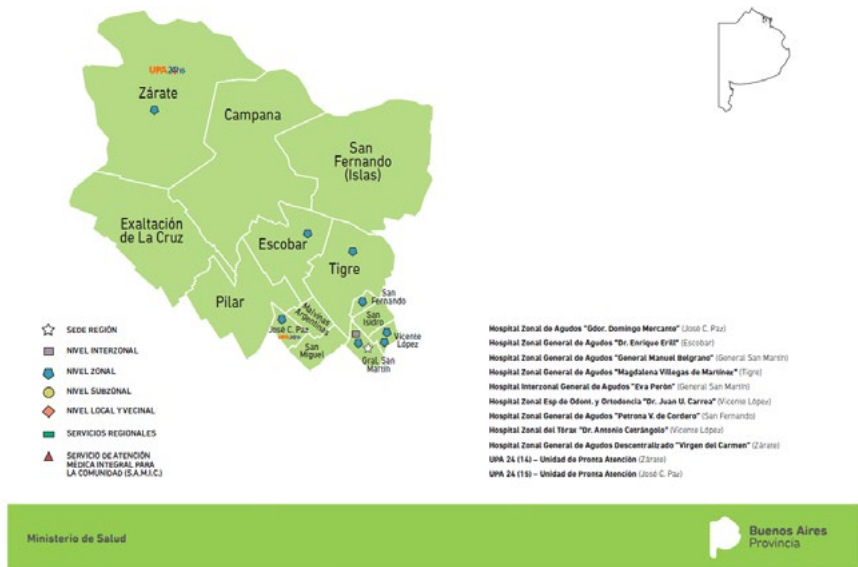 UPA24hs
Zárate
Campana
San
Fernando
(Islas)
Exaltación
de La Cruz
Escobar
Tigre
Pilar
San
Fernando
Malvinas
Argentinas
San
Isidro
José C. Paz
UPA24hs
Vicente
López
San
Miguel
Gral. San
Martín
SEDE REGIÓN
NIVEL INTERZONAL
NIVEL ZONAL
NIVEL SUBZONAL
NIVEL LOCAL Y VECINAL
SERVICIOS REGIONALES
SERVICIO DE ATENCIÓN
MÉDICA INTEGRAL PARA
LA COMUNIDAD (S.A.M.I.C.)
Hospital Zonal de Agudos "Gdor. Domingo Mercante" (José C. Paz)
Hospital Zonal General de Agudos "Dr. Enrique Erill" (Escobar)
Hospital Zonal General de Agudos "General Manuel Belgrano" (General San Martín)
Hospital Zonal General de Agudos "Magdalena Villegas de Martínez" (Tigre)
Hospital Interzonal General de Agudos "Eva Perón" (General San Martín)
Hospital Zonal Esp de Odont. y Ortodoncia "Dr. Juan U. Carrea" (Vicente López)
Hospital Zonal General de Agudos "Petrona V. de Cordero" (San Fernando)
Hospital Zonal del Tórax "Dr. Antonio Cetrángolo" (Vicente López)
Hospital Zonal General de Agudos Descentralizado "Virgen del Carmen" (Zárate)
UPA 24 (14) – Unidad de Pronta Atención (Zárate)
UPA 24 (15) – Unidad de Pronta Atención (José C. Paz)
Ministerio de Salud
Buenos Aires
Provincia